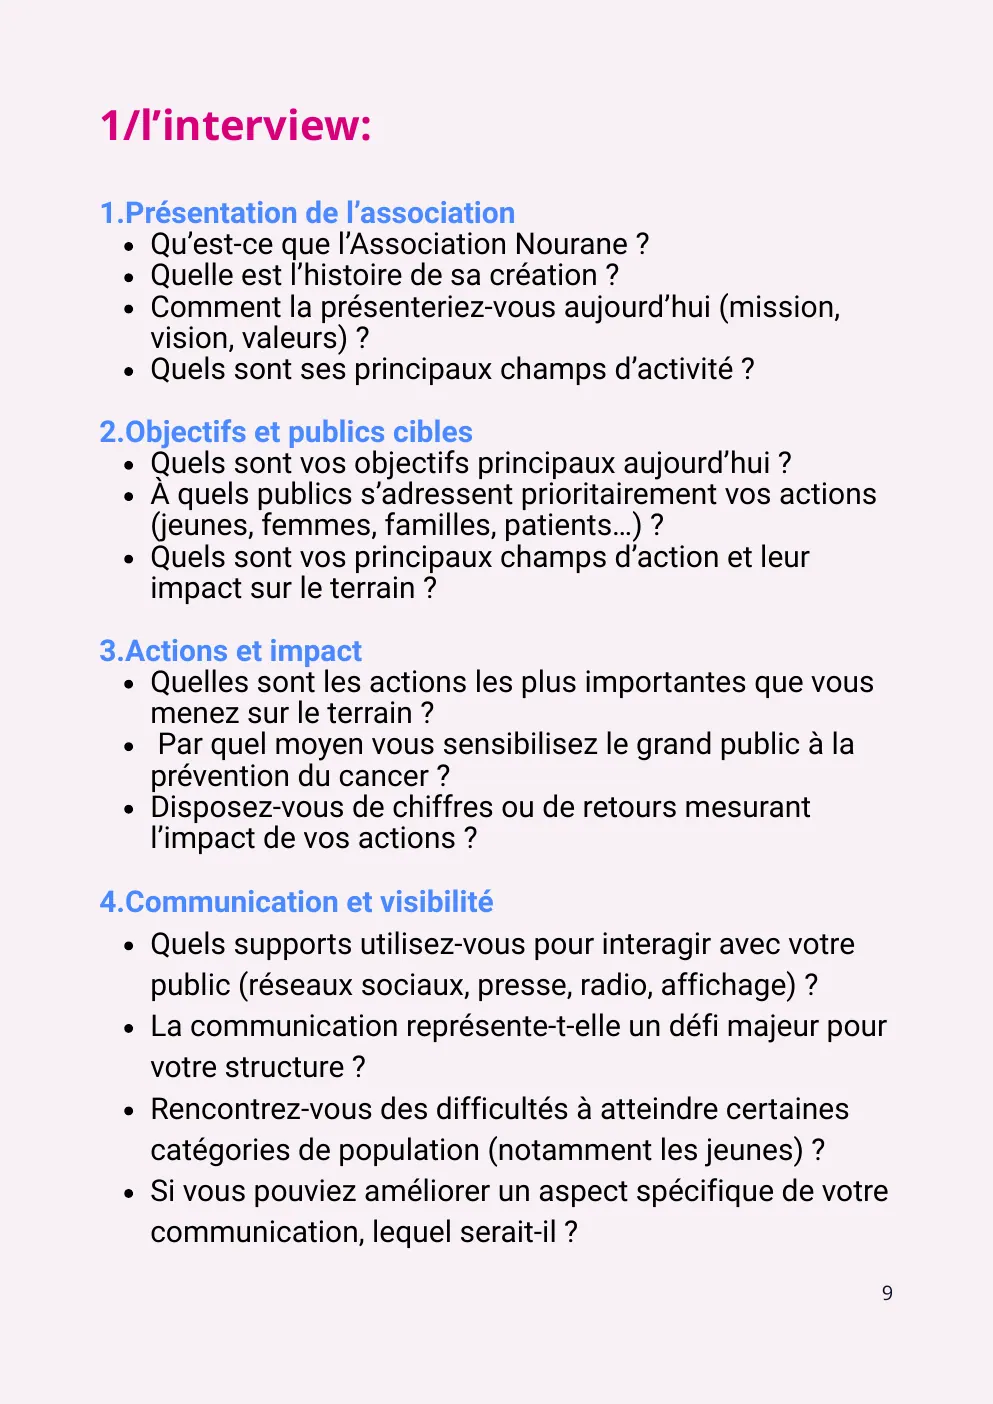 1/l’interview:
1.Présentation de l’association
• Qu’est-ce que l’Association Nourane ?
• Quelle est l’histoire de sa création ?
• Comment la présenteriez-vous aujourd’hui (mission,
vision, valeurs) ?
• Quels sont ses principaux champs d’activité ?
2.Objectifs et publics cibles
• Quels sont vos objectifs principaux aujourd’hui ?
• À quels publics s’adressent prioritairement vos actions
(jeunes, femmes, familles, patients…) ?
• Quels sont vos principaux champs d’action et leur
impact sur le terrain ?
3.Actions et impact
• Quelles sont les actions les plus importantes que vous
menez sur le terrain ?
• Par quel moyen vous sensibilisez le grand public à la
prévention du cancer ?
• Disposez-vous de chiffres ou de retours mesurant
l’impact de vos actions ?
4.Communication et visibilité
• Quels supports utilisez-vous pour interagir avec votre
public (réseaux sociaux, presse, radio, affichage) ?
• La communication représente-t-elle un défi majeur pour
votre structure ?
• Rencontrez-vous des difficultés à atteindre certaines
catégories de population (notamment les jeunes) ?
• Si vous pouviez améliorer un aspect spécifique de votre
communication, lequel serait-il ?
9